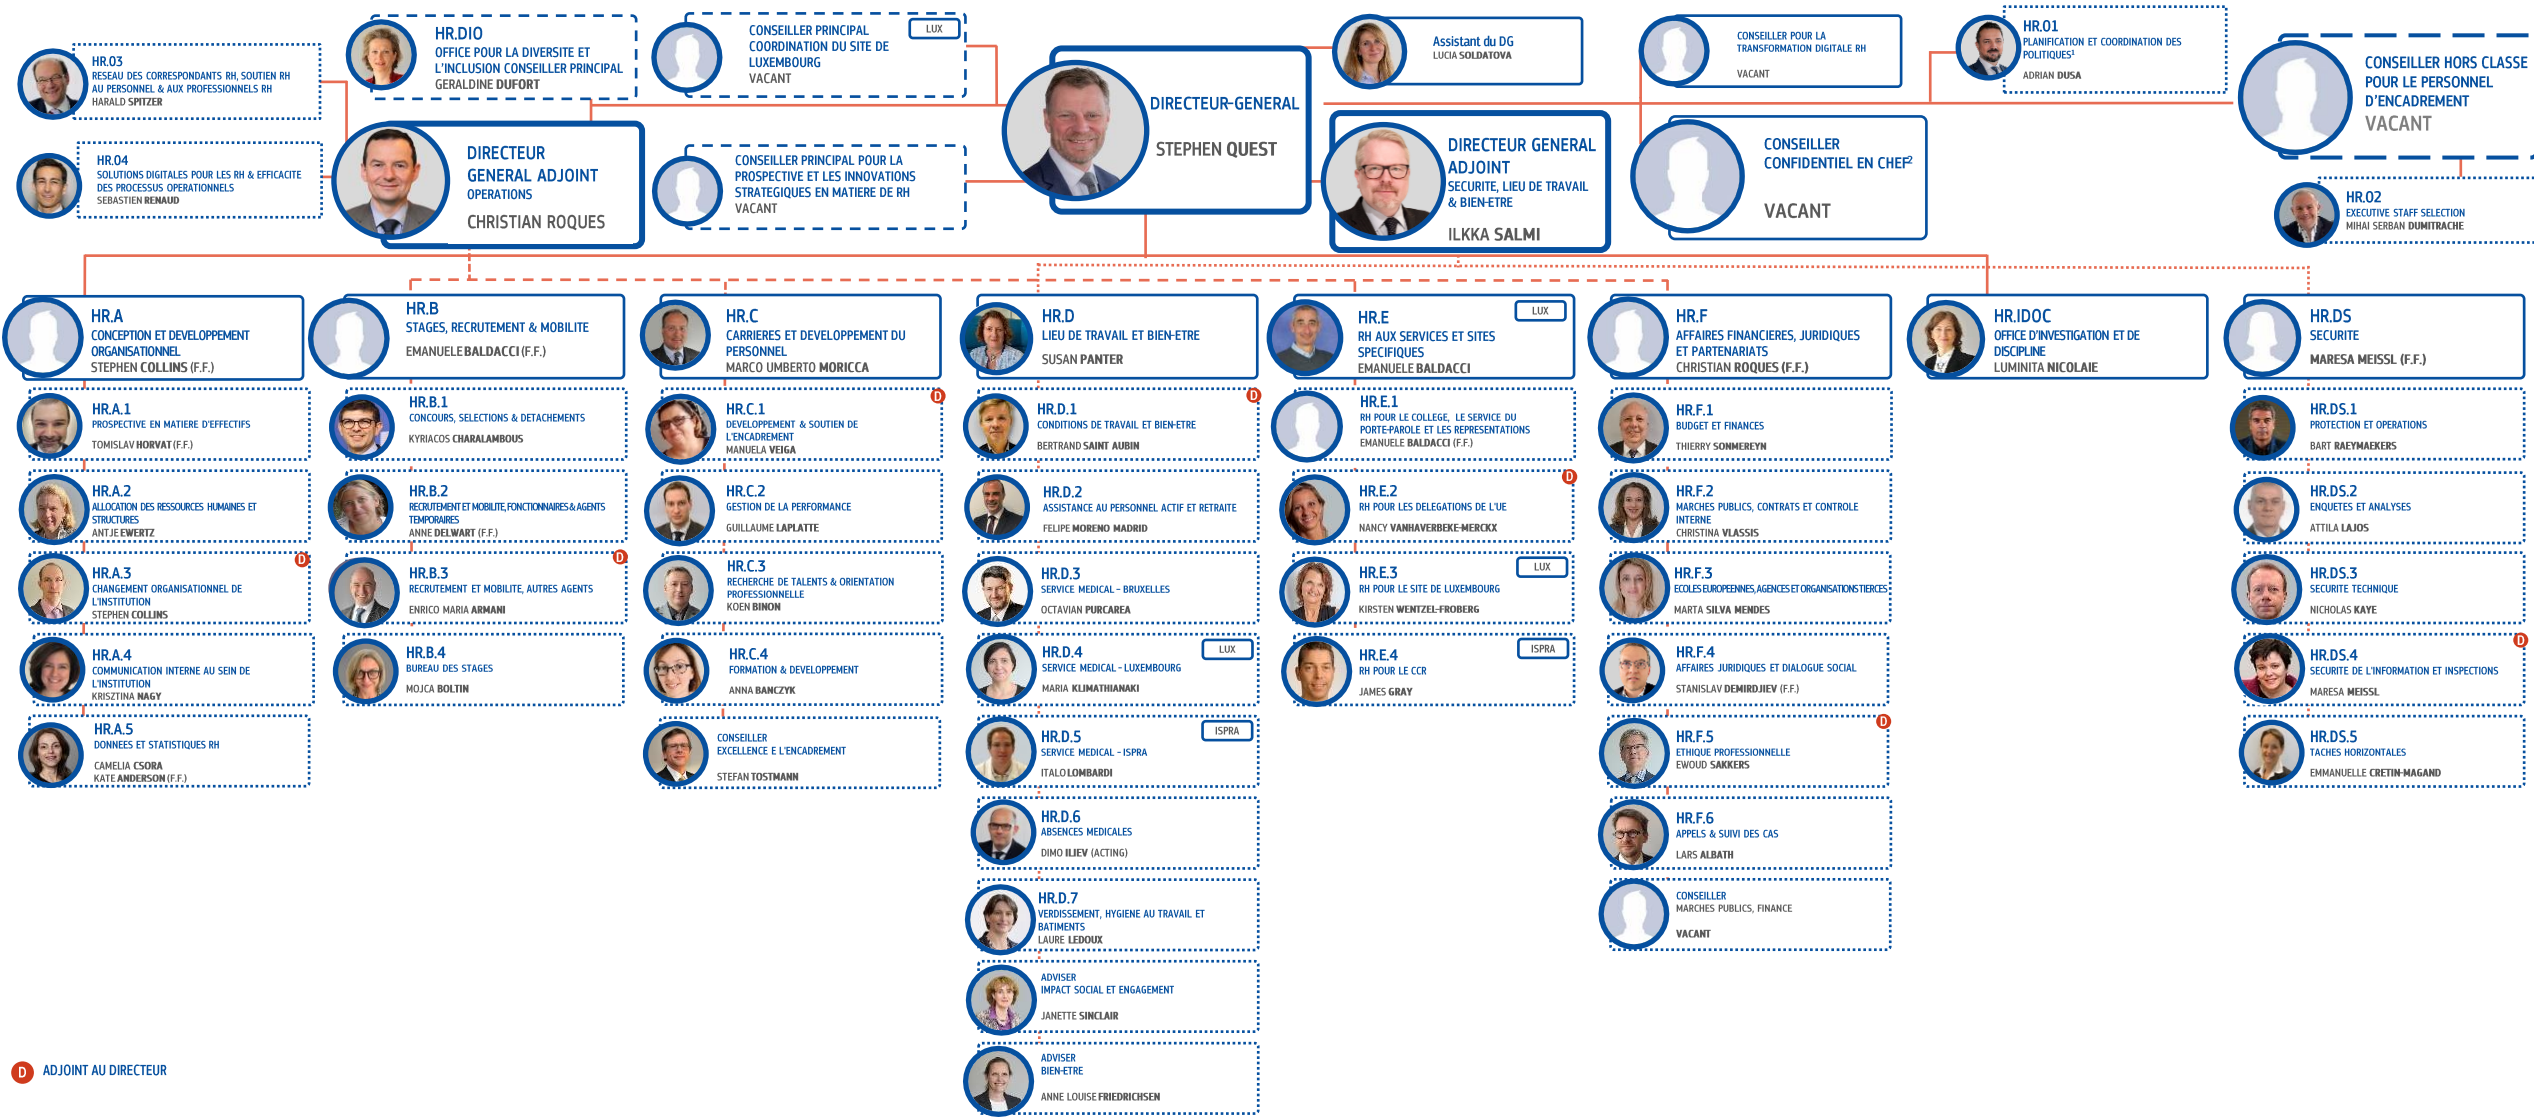 HR.03
RESEAU DES CORRESPONDANTS RH, SOUTIEN RH
AU PERSONNEL & AUX PROFESSIONNELS RH
HARALD SPITZER
HR.DIO
OFFICE POUR LA DIVERSITE ET
L'INCLUSION CONSEILLER PRINCIPAL
GERALDINE DUFORT
CONSEILLER PRINCIPAL
COORDINATION DU SITE DE
LUXEMBOURG
VACANT
LUX
DIRECTEUR-GENERAL
STEPHEN QUEST
Assistant du DG
LUCIA SOLDATOVA
CONSEILLER POUR LA
TRANSFORMATION DIGITALE RH
VACANT
HR.01
PLANIFICATION ET COORDINATION DES
POLITIQUES¹
ADRIAN DUSA
CONSEILLER HORS CLASSE
POUR LE PERSONNEL
D'ENCADREMENT
VACANT
HR.04
SOLUTIONS DIGITALES POUR LES RH & EFFICACITE
DES PROCESSUS OPERATIONNELS
SEBASTIEN RENAUD
DIRECTEUR
GENERAL ADJOINT
OPERATIONS
CHRISTIAN ROQUES
CONSEILLER PRINCIPAL POUR LA
PROSPECTIVE ET LES INNOVATIONS
STRATEGIQUES EN MATIERE DE RH
VACANT
DIRECTEUR GENERAL
ADJOINT
SECURITE, LIEU DE TRAVAIL
& BIEN-ETRE
ILKKA SALMI
CONSEILLER
CONFIDENTIEL EN CHEF²
VACANT
HR.02
EXECUTIVE STAFF SELECTION
MIHAI SERBAN DUMITRACHE
HR.A
CONCEPTION ET DEVELOPPEMENT
ORGANISATIONNEL
STEPHEN COLLINS (F.F.)
HR.A.1
PROSPECTIVE EN MATIERE D'EFFECTIFS
TOMISLAV HORVAT (F.F.)
HR.A.2
ALLOCATION DES RESSOURCES HUMAINES ET
STRUCTURES
ANTJE EWERTZ
D
HR.A.3
CHANGEMENT ORGANISATIONNEL DE
L'INSTITUTION
STEPHEN COLLINS
HR.A.4
COMMUNICATION INTERNE AU SEIN DE
L'INSTITUTION
KRISZTINA NAGY
HR.A.5
DONNEES ET STATISTIQUES RH
CAMELIA CSORA
KATE ANDERSON (F.F.)
HR.B
STAGES, RECRUTEMENT & MOBILITE
EMANUELE BALDACCI (F.F.)
HR.B.1
CONCOURS, SELECTIONS & DETACHEMENTS
KYRIACOS CHARALAMBOUS
HR.B.2
RECRUTEMENT ET MOBILITE, FONCTIONNAIRES & AGENTS
TEMPORAIRES
ANNE DELWART (F.F.)
D
HR.B.3
RECRUTEMENT ET MOBILITE, AUTRES AGENTS
ENRICO MARIA ARMANI
HR.B.4
BUREAU DES STAGES
MOJCA BOLTIN
HR.C
CARRIERES ET DEVELOPPEMENT DU
PERSONNEL
MARCO UMBERTO MORICCA
D
HR.C.1
DEVELOPPEMENT & SOUTIEN DE
L'ENCADREMENT
MANUELA VEIGA
HR.C.2
GESTION DE LA PERFORMANCE
GUILLAUME LAPLATTE
HR.C.3
RECHERCHE DE TALENTS & ORIENTATION
PROFESSIONNELLE
KOEN BINON
HR.C.4
FORMATION & DEVELOPPEMENT
ANNA BANCZYK
CONSEILLER
EXCELLENCE E L'ENCADREMENT
STEFAN TOSTMANN
HR.D
LIEU DE TRAVAIL ET BIEN-ETRE
SUSAN PANTER
D
HR.D.1
CONDITIONS DE TRAVAIL ET BIEN-ETRE
BERTRAND SAINT AUBIN
HR.D.2
ASSISTANCE AU PERSONNEL ACTIF ET RETRAITE
FELIPE MORENO MADRID
HR.D.3
SERVICE MEDICAL - BRUXELLES
OCTAVIAN PURCAREA
HR.D.4
LUX
SERVICE MEDICAL - LUXEMBOURG
MARIA KLIMATHIANAKI
HR.D.5
ISPRA
SERVICE MEDICAL - ISPRA
ITALO LOMBARDI
HR.D.6
ABSENCES MEDICALES
DIMO ILIEV (ACTING)
HR.D.7
VERDISSEMENT, HYGIENE AU TRAVAIL ET
BATIMENTS
LAURE LEDOUX
ADVISER
IMPACT SOCIAL ET ENGAGEMENT
JANETTE SINCLAIR
ADVISER
BIEN-ETRE
ANNE LOUISE FRIEDRICHSEN
HR.E
LUX
RH AUX SERVICES ET SITES
SPECIFIQUES
EMANUELE BALDACCI
HR.E.1
RH POUR LE COLLEGE, LE SERVICE DU
PORTE-PAROLE ET LES REPRESENTATIONS
EMANUELE BALDACCI (F.F.)
D
HR.E.2
RH POUR LES DELEGATIONS DE L'UE
NANCY VANHAVERBEKE-MERCKX
HR.E.3
LUX
RH POUR LE SITE DE LUXEMBOURG
KIRSTEN WENTZEL-FROBERG
HR.E.4
ISPRA
RH POUR LE CCR
JAMES GRAY
HR.F
AFFAIRES FINANCIERES, JURIDIQUES
ET PARTENARIATS
CHRISTIAN ROQUES (F.F.)
HR.F.1
BUDGET ET FINANCES
THIERRY SONMEREYN
HR.F.2
MARCHES PUBLICS, CONTRATS ET CONTROLE
INTERNE
CHRISTINA VLASSIS
HR.F.3
ECOLES EUROPEENNES, AGENCES ET ORGANISATIONS TIERCES
MARTA SILVA MENDES
HR.F.4
AFFAIRES JURIDIQUES ET DIALOGUE SOCIAL
STANISLAV DEMIRDJIEV (F.F.)
D
HR.F.5
ETHIQUE PROFESSIONNELLE
EWOUD SAKKERS
HR.F.6
APPELS & SUIVI DES CAS
LARS ALBATH
CONSEILLER
MARCHES PUBLICS, FINANCE
VACANT
HR.IDOC
OFFICE D'INVESTIGATION ET DE
DISCIPLINE
LUMINITA NICOLAIE
HR.DS
SECURITE
MARESA MEISSL (F.F.)
HR.DS.1
PROTECTION ET OPERATIONS
BART RAEYMAEKERS
HR.DS.2
ENQUETES ET ANALYSES
ATTILA LAJOS
HR.DS.3
SECURITE TECHNIQUE
NICHOLAS KAYE
D
HR.DS.4
SECURITE DE L'INFORMATION ET INSPECTIONS
MARESA MEISSL
HR.DS.5
TACHES HORIZONTALES
EMMANUELLE CRETIN-MAGAND
D ADJOINT AU DIRECTEUR